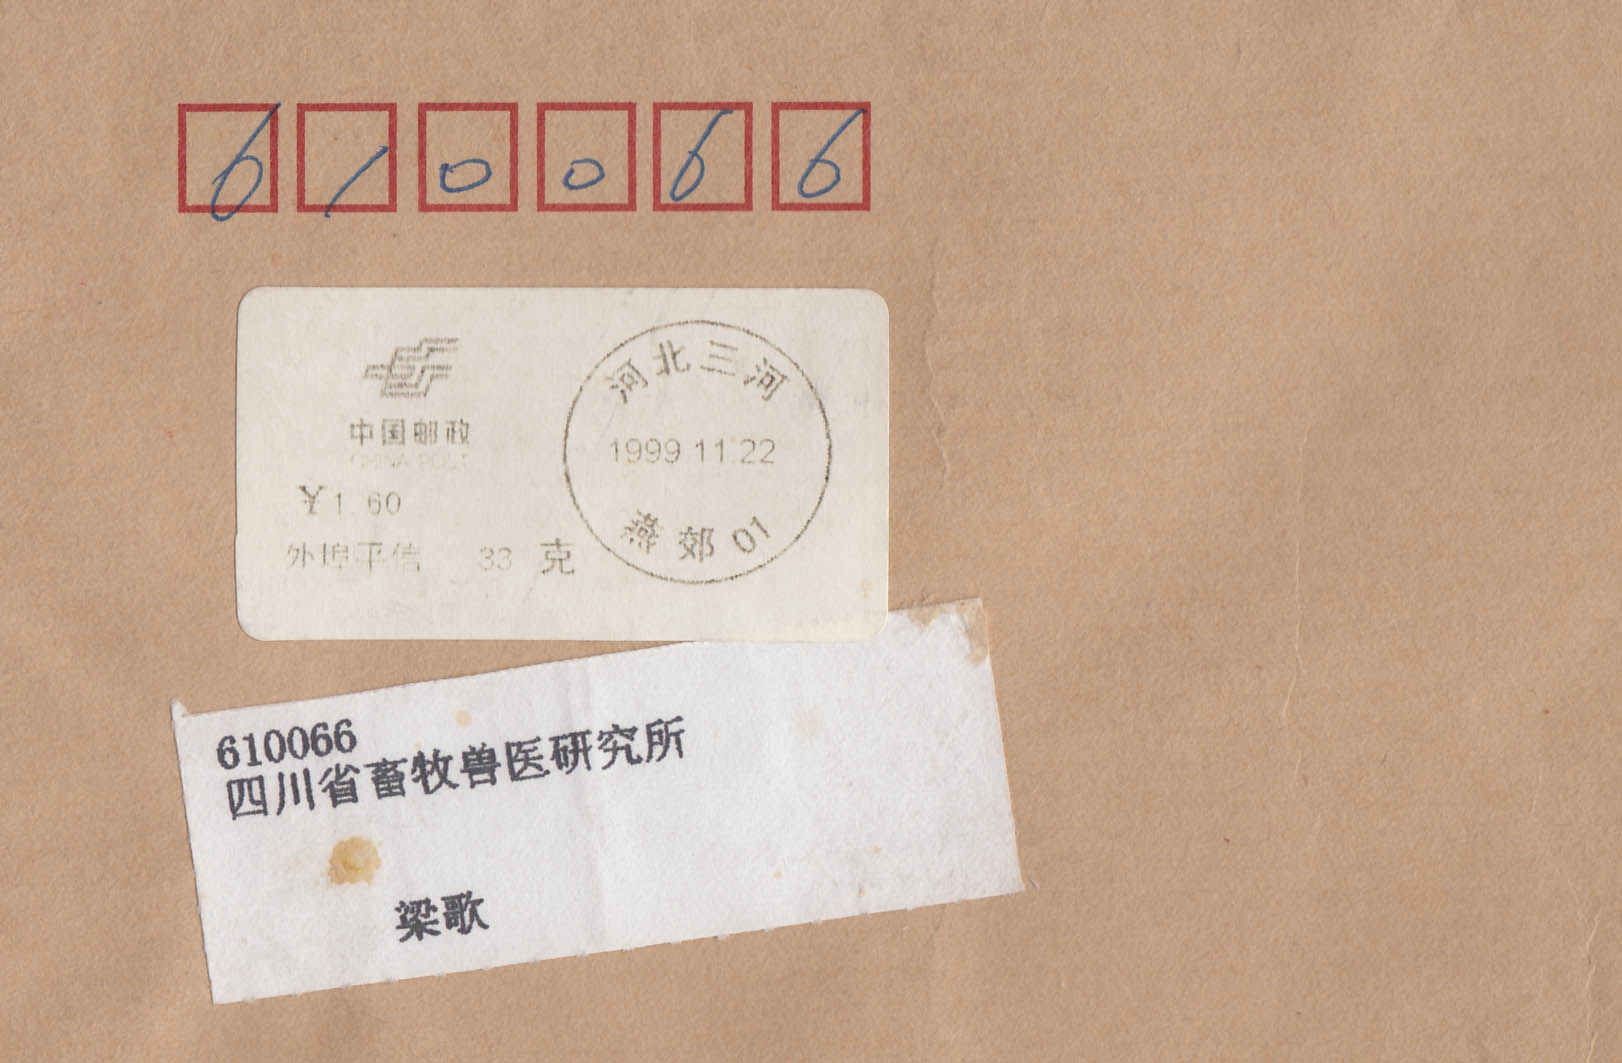 610066
中国邮政
CHINA POST
¥1.60
外埠平信 33 克
河北三河
1999 11.22
燕郊 01
610066
四川省畜牧兽医研究所
梁歌